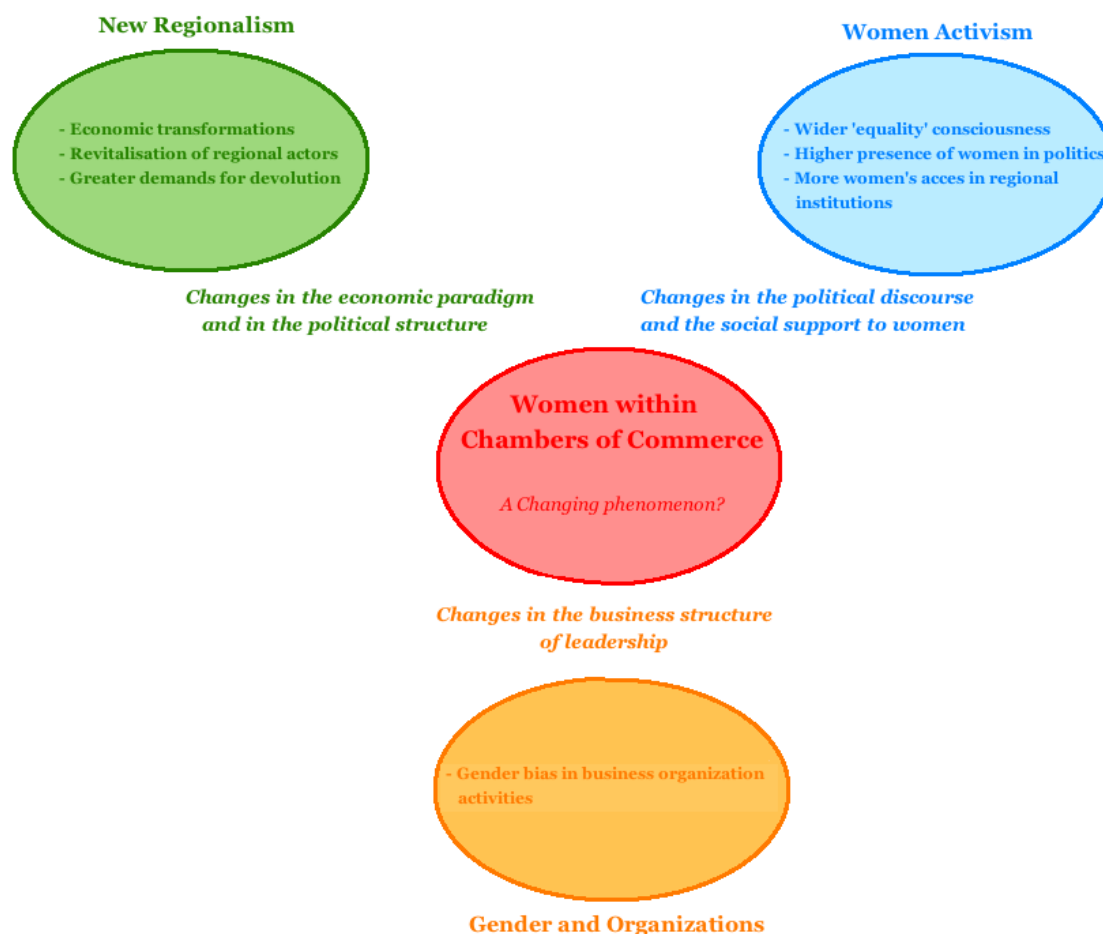 New Regionalism
- Economic transformations
- Revitalisation of regional actors
- Greater demands for devolution
Changes in the economic paradigm
and in the political structure
Women Activism
- Wider 'equality' consciousness
- Higher presence of women in politics
- More women's acces in regional
institutions
Changes in the political discourse
and the social support to women
Women within
Chambers of Commerce
A Changing phenomenon?
Changes in the business structure
of leadership
- Gender bias in business organization
activities
Gender and Organizations